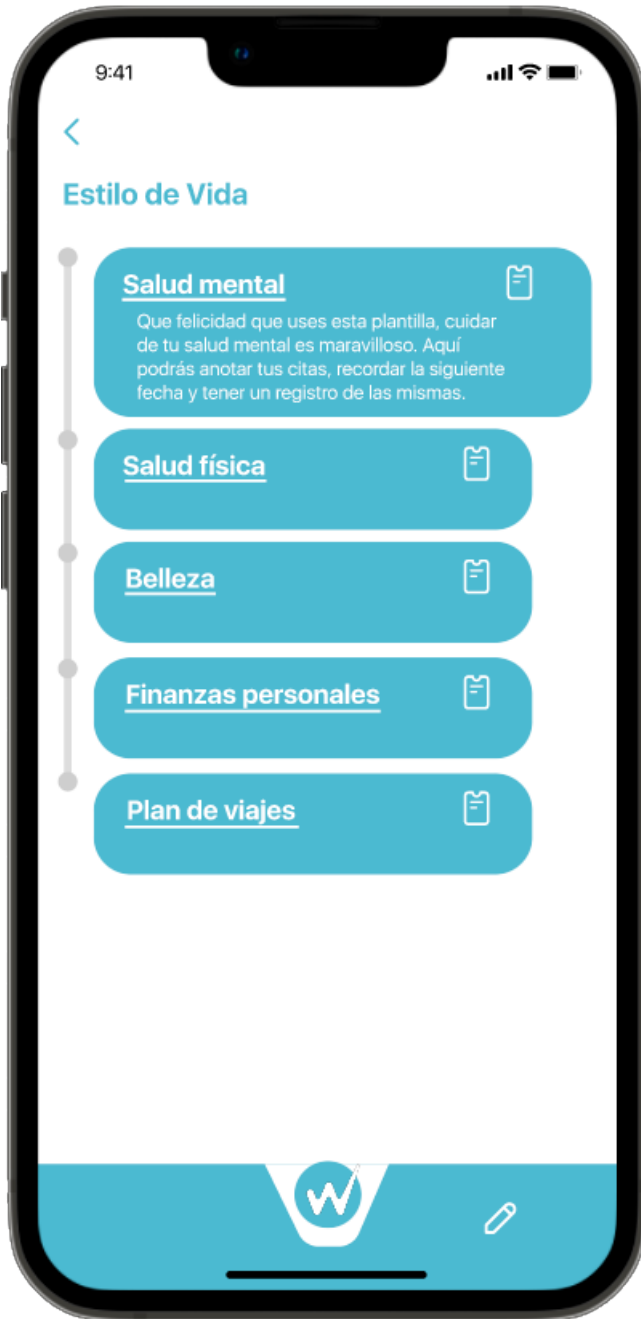 9:41
Estilo de Vida
Salud mental
Que felicidad que uses esta plantilla, cuidar
de tu salud mental es maravilloso. Aquí
podrás anotar tus citas, recordar la siguiente
fecha y tener un registro de las mismas.
Salud física
Belleza
Finanzas personales
Plan de viajes
W